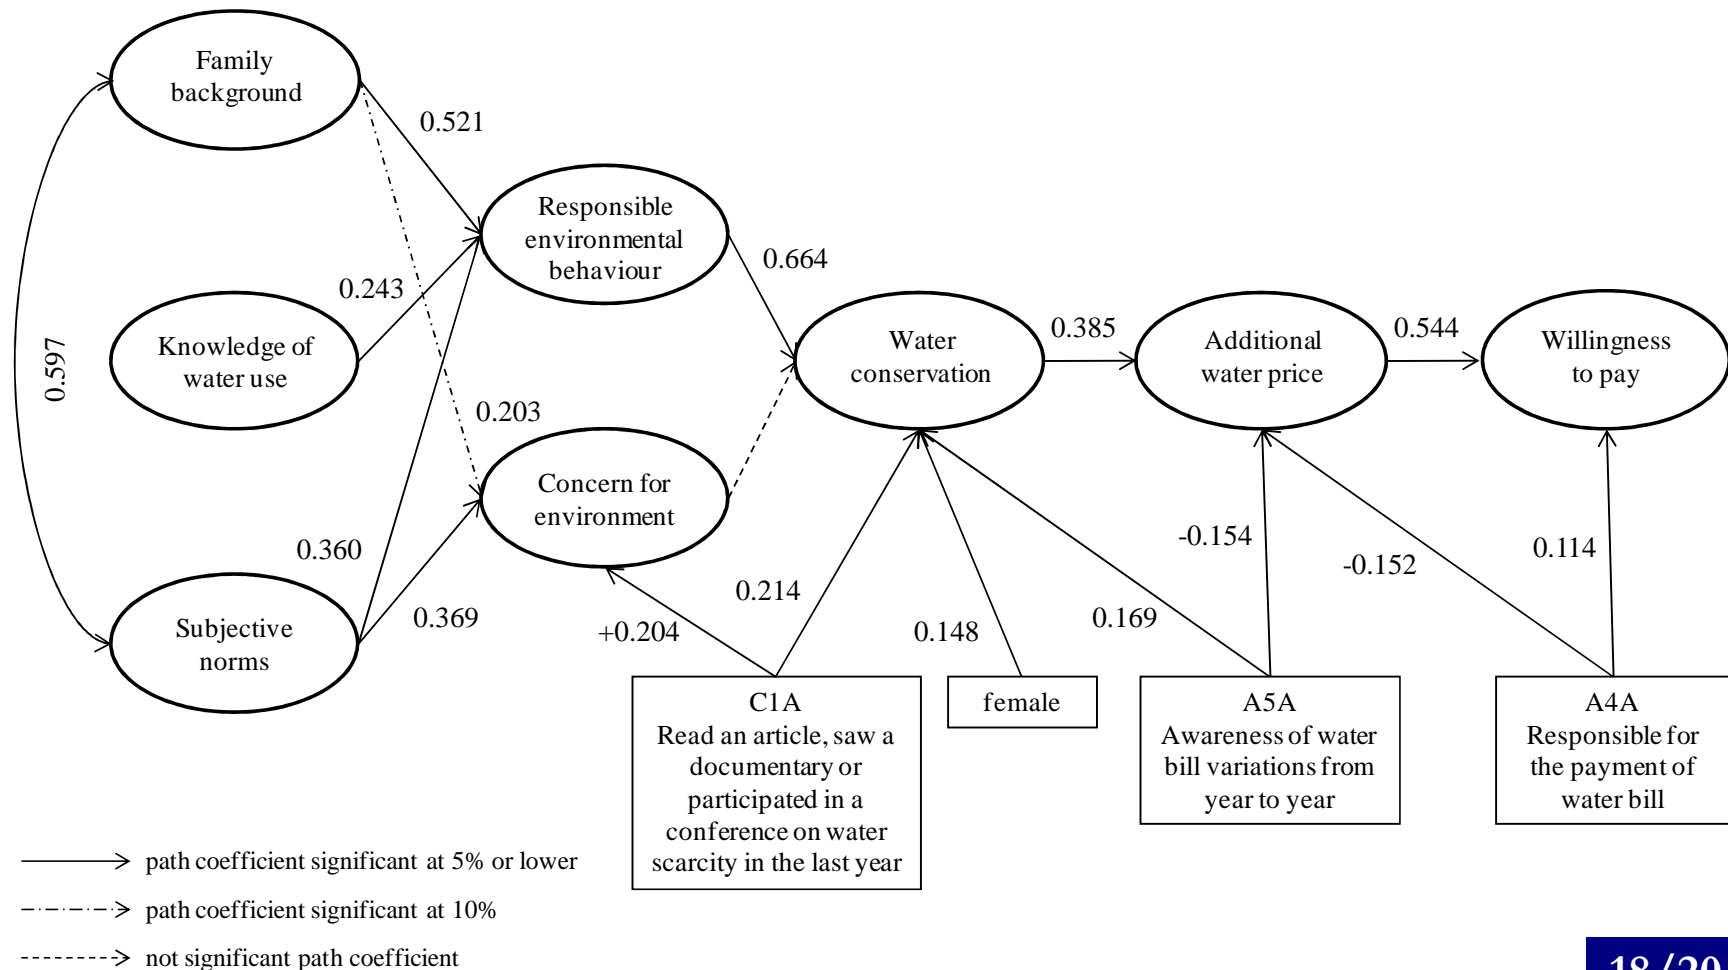 Family
background
0.521
Responsible
environmental
behaviour
0.664
0.243
Knowledge of
water use
0.597
Water
conservation
0.385
Additional
water price
0.544
Willingness
to pay
0.203
Concern for
environment
0.360
0.369
Subjective
norms
+0.204
0.214
0.148
0.169
-0.154
-0.152
0.114
C1A
Read an article, saw a
documentary or
participated in a
conference on water
scarcity in the last year
female
A5A
Awareness of water
bill variations from
year to year
A4A
Responsible for
the payment of
water bill
path coefficient significant at 5% or lower
path coefficient significant at 10%
not significant path coefficient
18/20